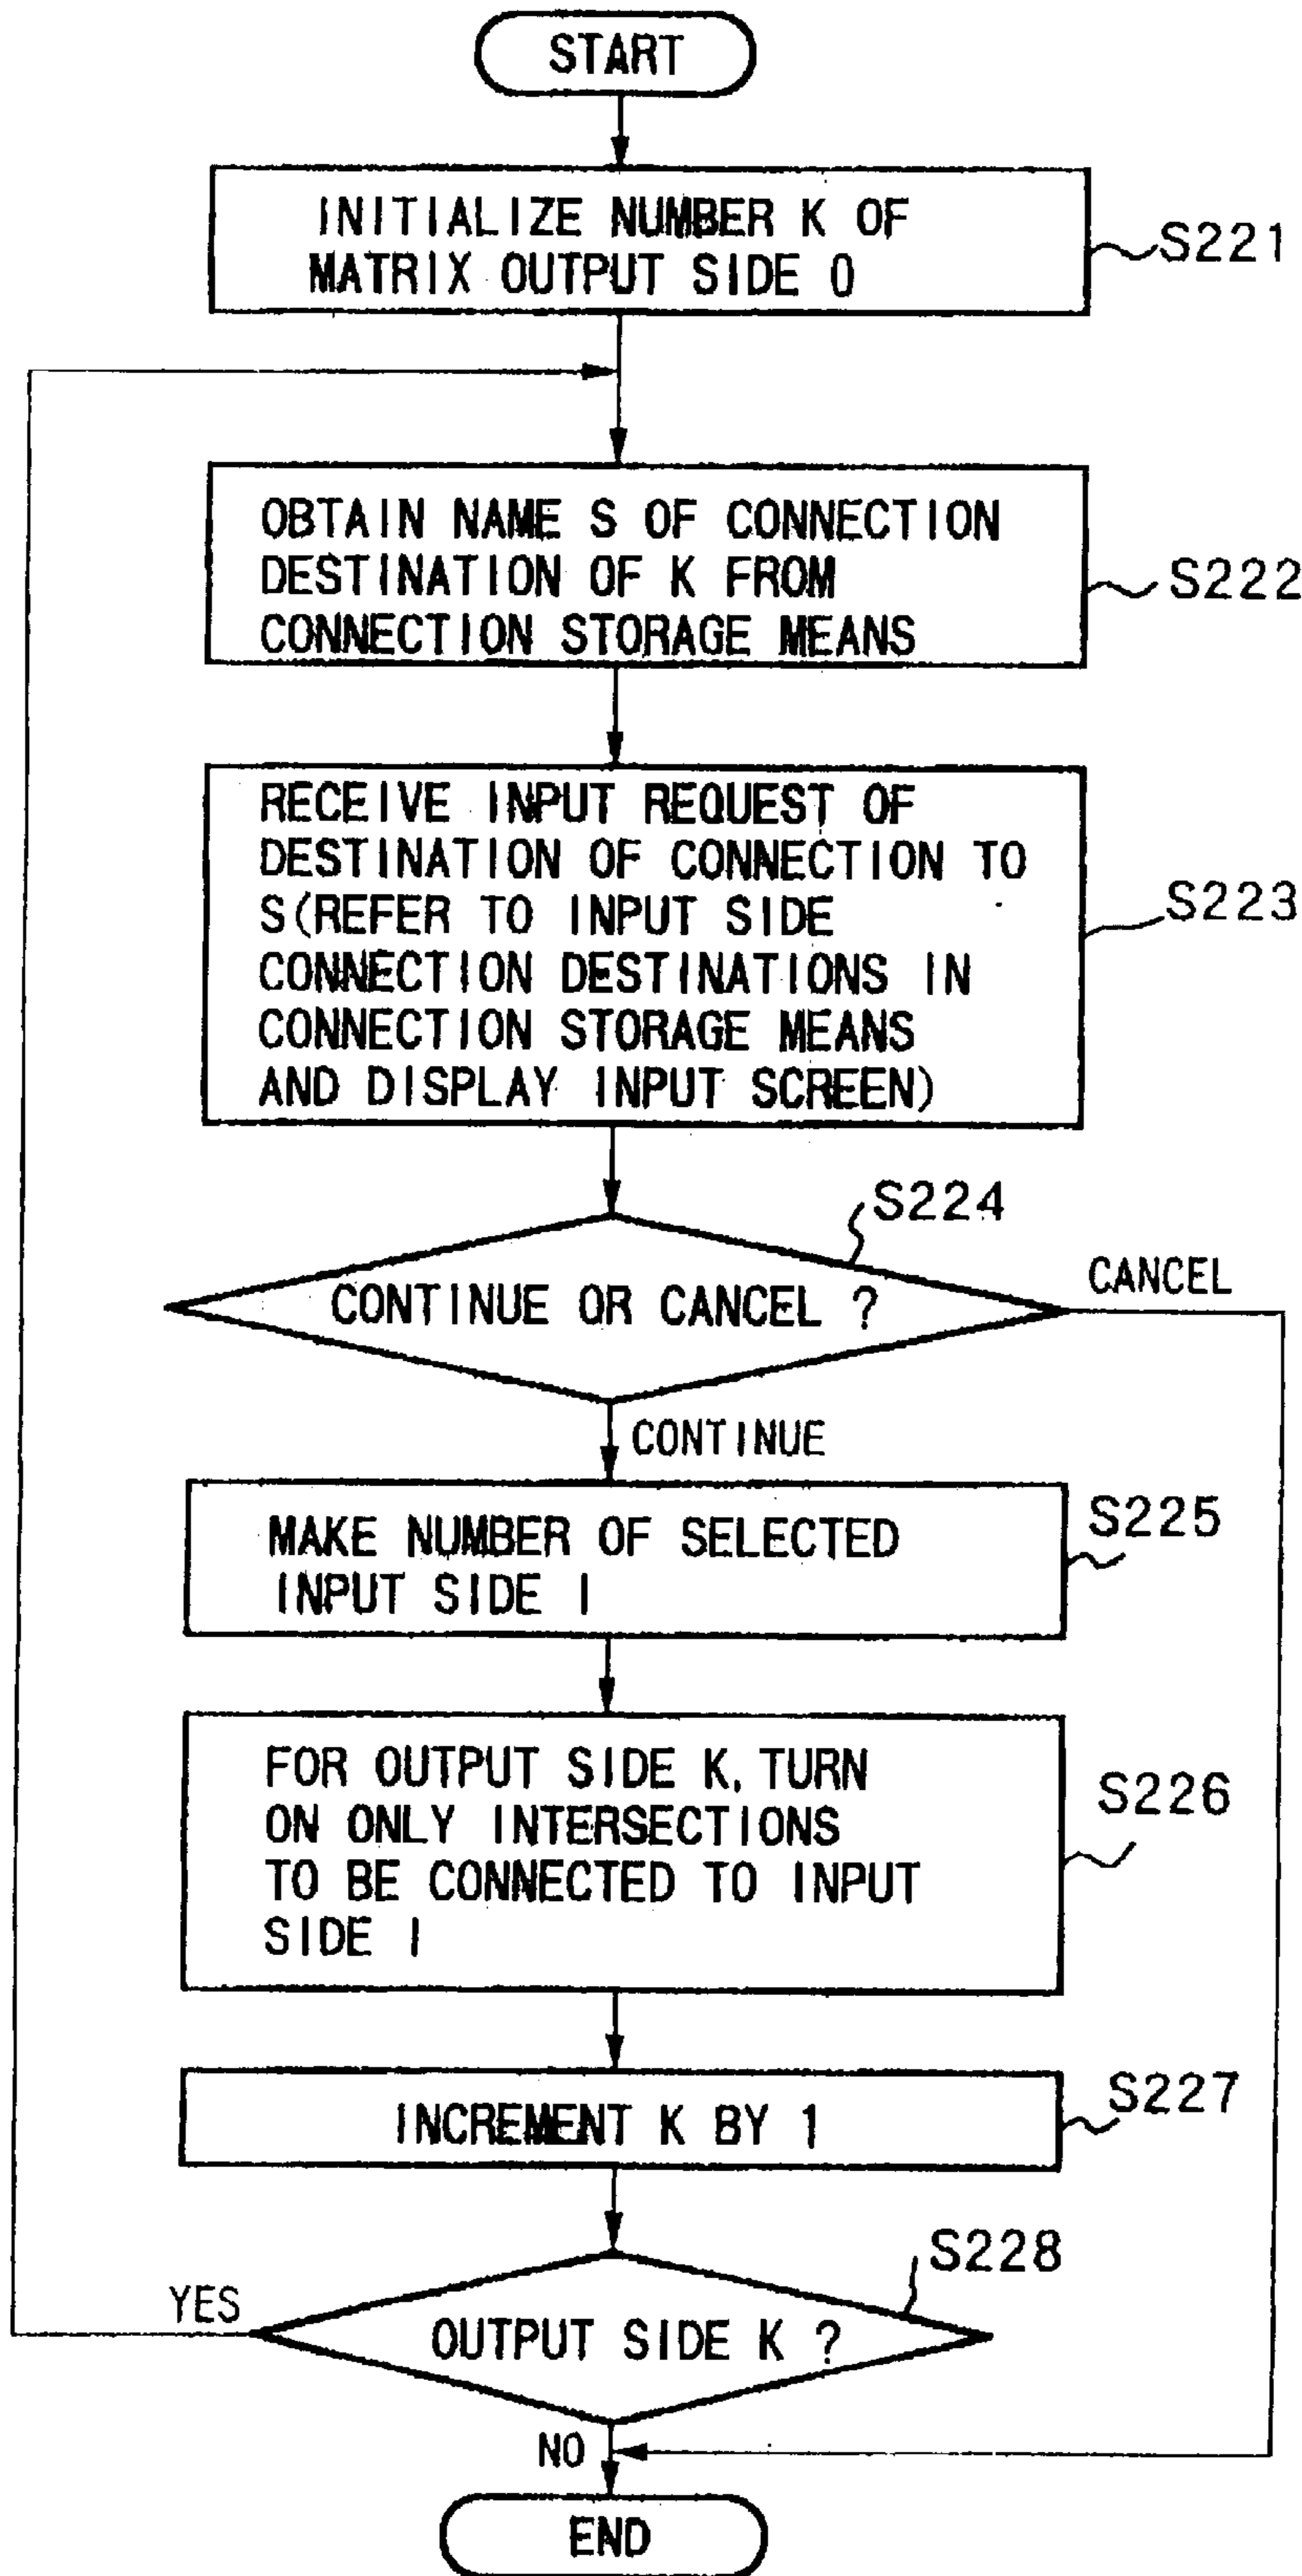 START
INITIALIZE NUMBER K OF
MATRIX OUTPUT SIDE 0
S221
OBTAIN NAME S OF CONNECTION
DESTINATION OF K FROM
CONNECTION STORAGE MEANS
S222
RECEIVE INPUT REQUEST OF
DESTINATION OF CONNECTION TO
S(REFER TO INPUT SIDE
CONNECTION DESTINATIONS IN
CONNECTION STORAGE MEANS
AND DISPLAY INPUT SCREEN)
S223
S224
CONTINUE OR CANCEL ?
CANCEL
CONTINUE
MAKE NUMBER OF SELECTED
INPUT SIDE I
S225
FOR OUTPUT SIDE K, TURN
ON ONLY INTERSECTIONS
TO BE CONNECTED TO INPUT
SIDE I
S226
INCREMENT K BY 1
S227
S228
YES
OUTPUT SIDE K ?
NO
END